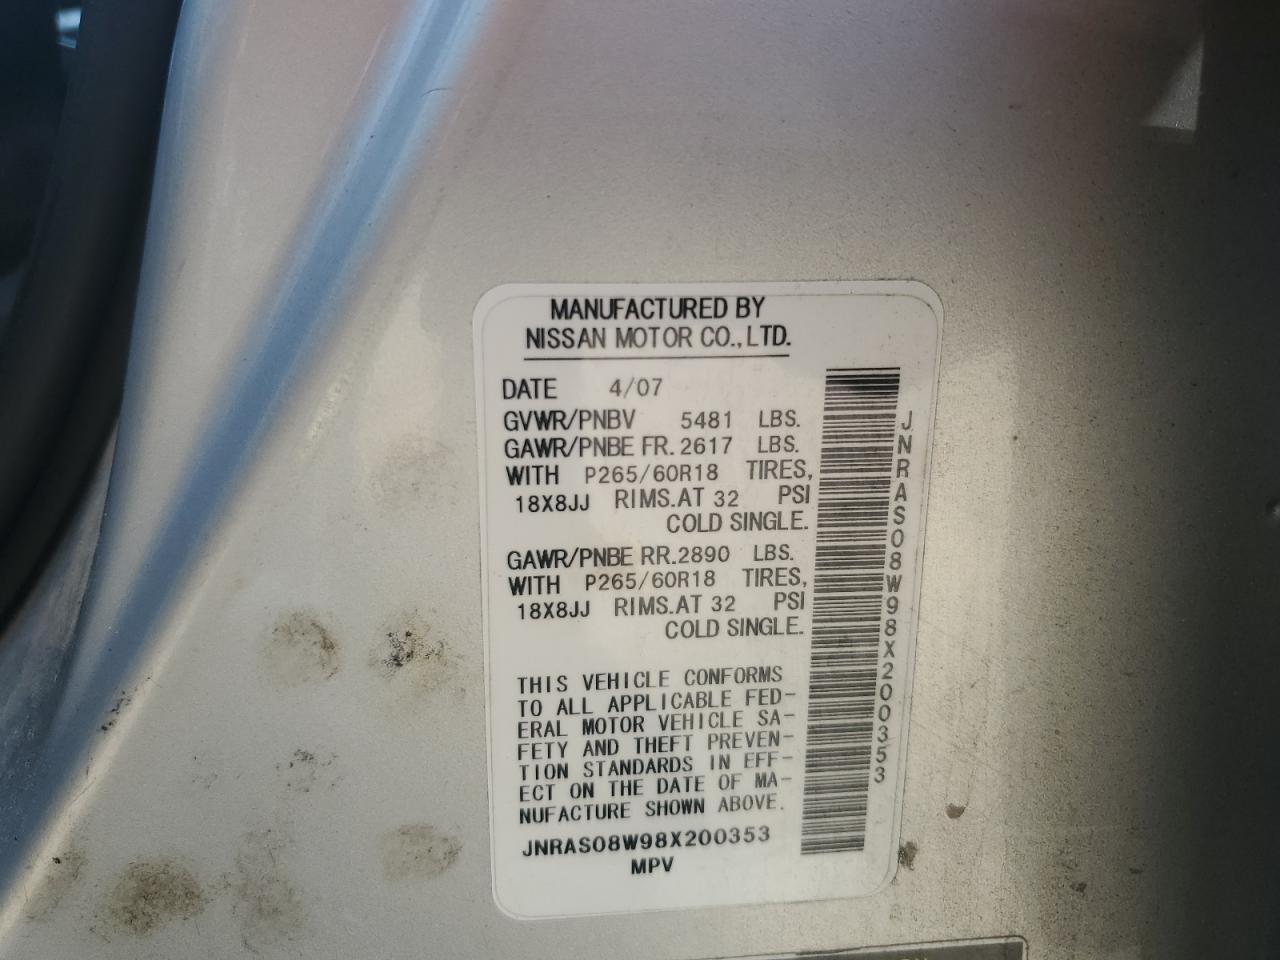 MANUFACTURED BY
NISSAN MOTOR CO.,LTD.
DATE 4/07
GVWR/PNBV 5481 LBS.
GAWR/PNBE FR. 2617 LBS.
WITH P265/60R18 TIRES,
18X8JJ RIMS.AT 32 PSI
COLD SINGLE.
GAWR/PNBE RR. 2890 LBS.
WITH P265/60R18 TIRES,
18X8JJ RIMS.AT 32 PSI
COLD SINGLE.
THIS VEHICLE CONFORMS
TO ALL APPLICABLE FED-
ERAL MOTOR VEHICLE SA-
FETY AND THEFT PREVEN-
TION STANDARDS IN EFF-
ECT ON THE DATE OF MA-
NUFACTURE SHOWN ABOVE.
JNRAS08W98X200353
MPV
JNRAS08W98X200353